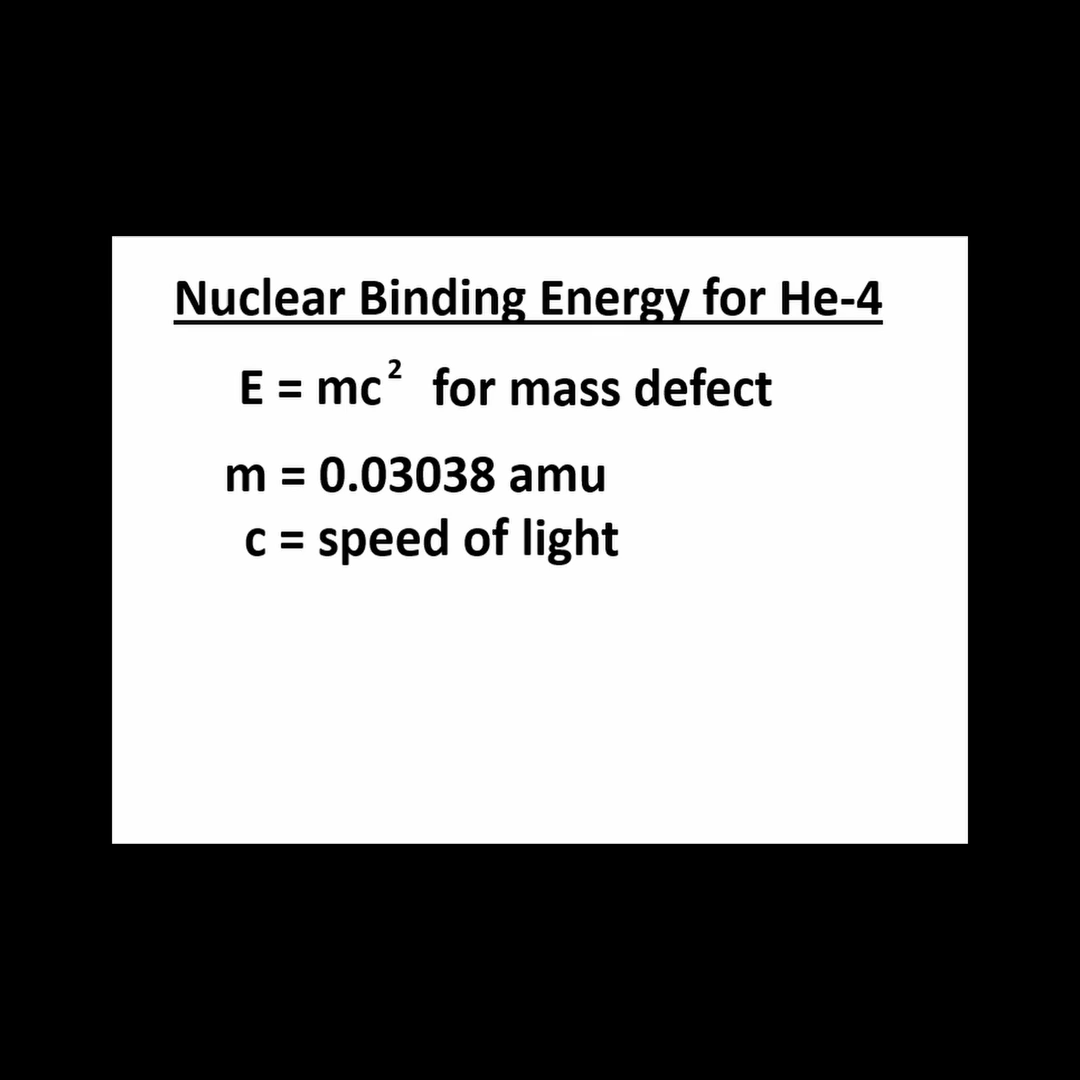 Nuclear Binding Energy for He-4
E = mc² for mass defect
m = 0.03038 amu
c = speed of light